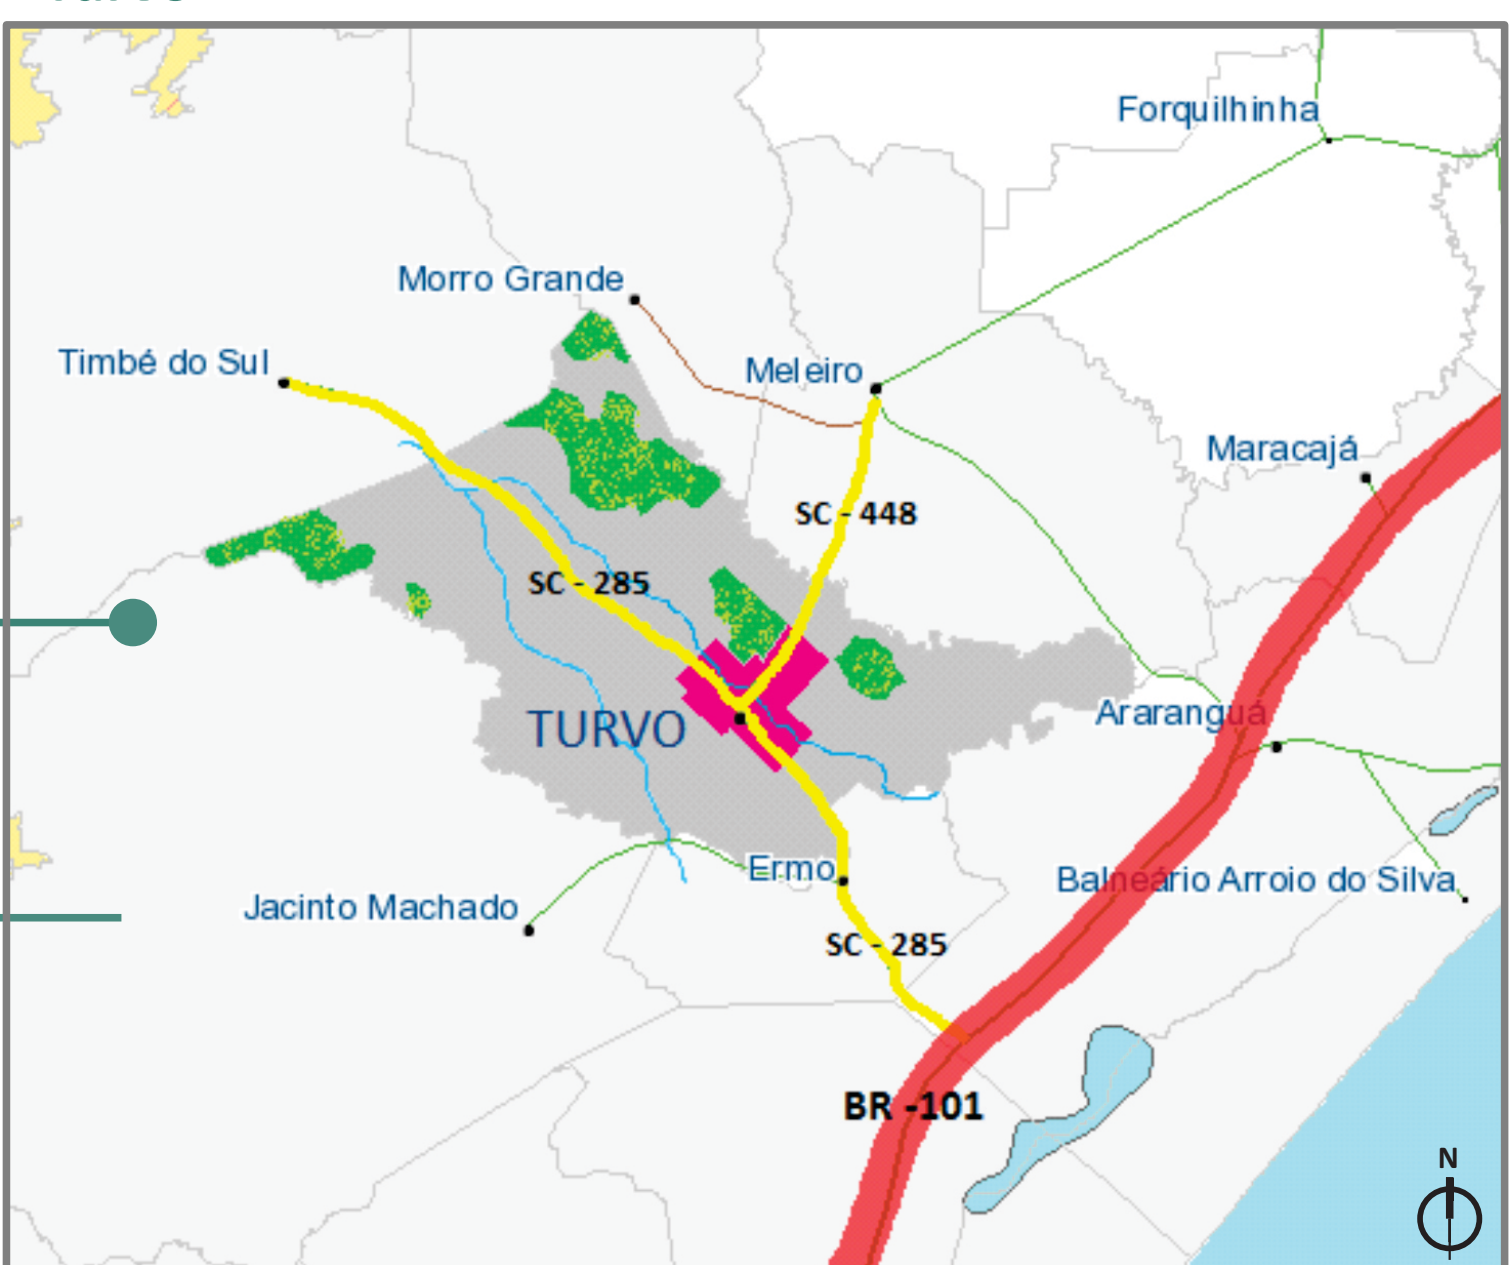 Forquilhinha
Morro Grande
Timbé do Sul
Meleiro
Maracajá
SC - 448
SC - 285
TURVO
Araranguá
Ermo
Balneário Arroio do Silva
Jacinto Machado
SC - 285
BR -101
N